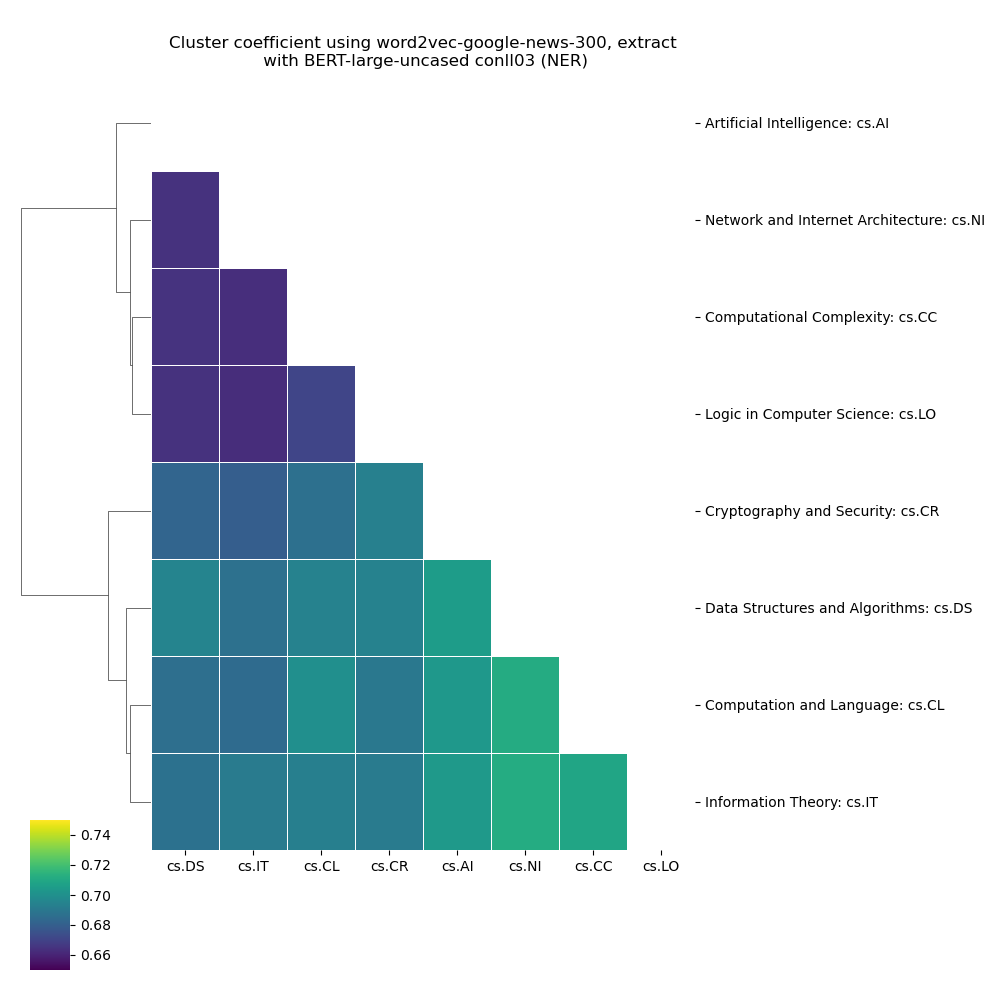 Cluster coefficient using word2vec-google-news-300, extract
with BERT-large-uncased conll03 (NER)
Artificial Intelligence: cs.AI
Network and Internet Architecture: cs.NI
Computational Complexity: cs.CC
Logic in Computer Science: cs.LO
Cryptography and Security: cs.CR
Data Structures and Algorithms: cs.DS
Computation and Language: cs.CL
Information Theory: cs.IT
cs.DS cs.IT cs.CL cs.CR cs.AI cs.NI cs.CC cs.LO
0.74
0.72
0.70
0.68
0.66